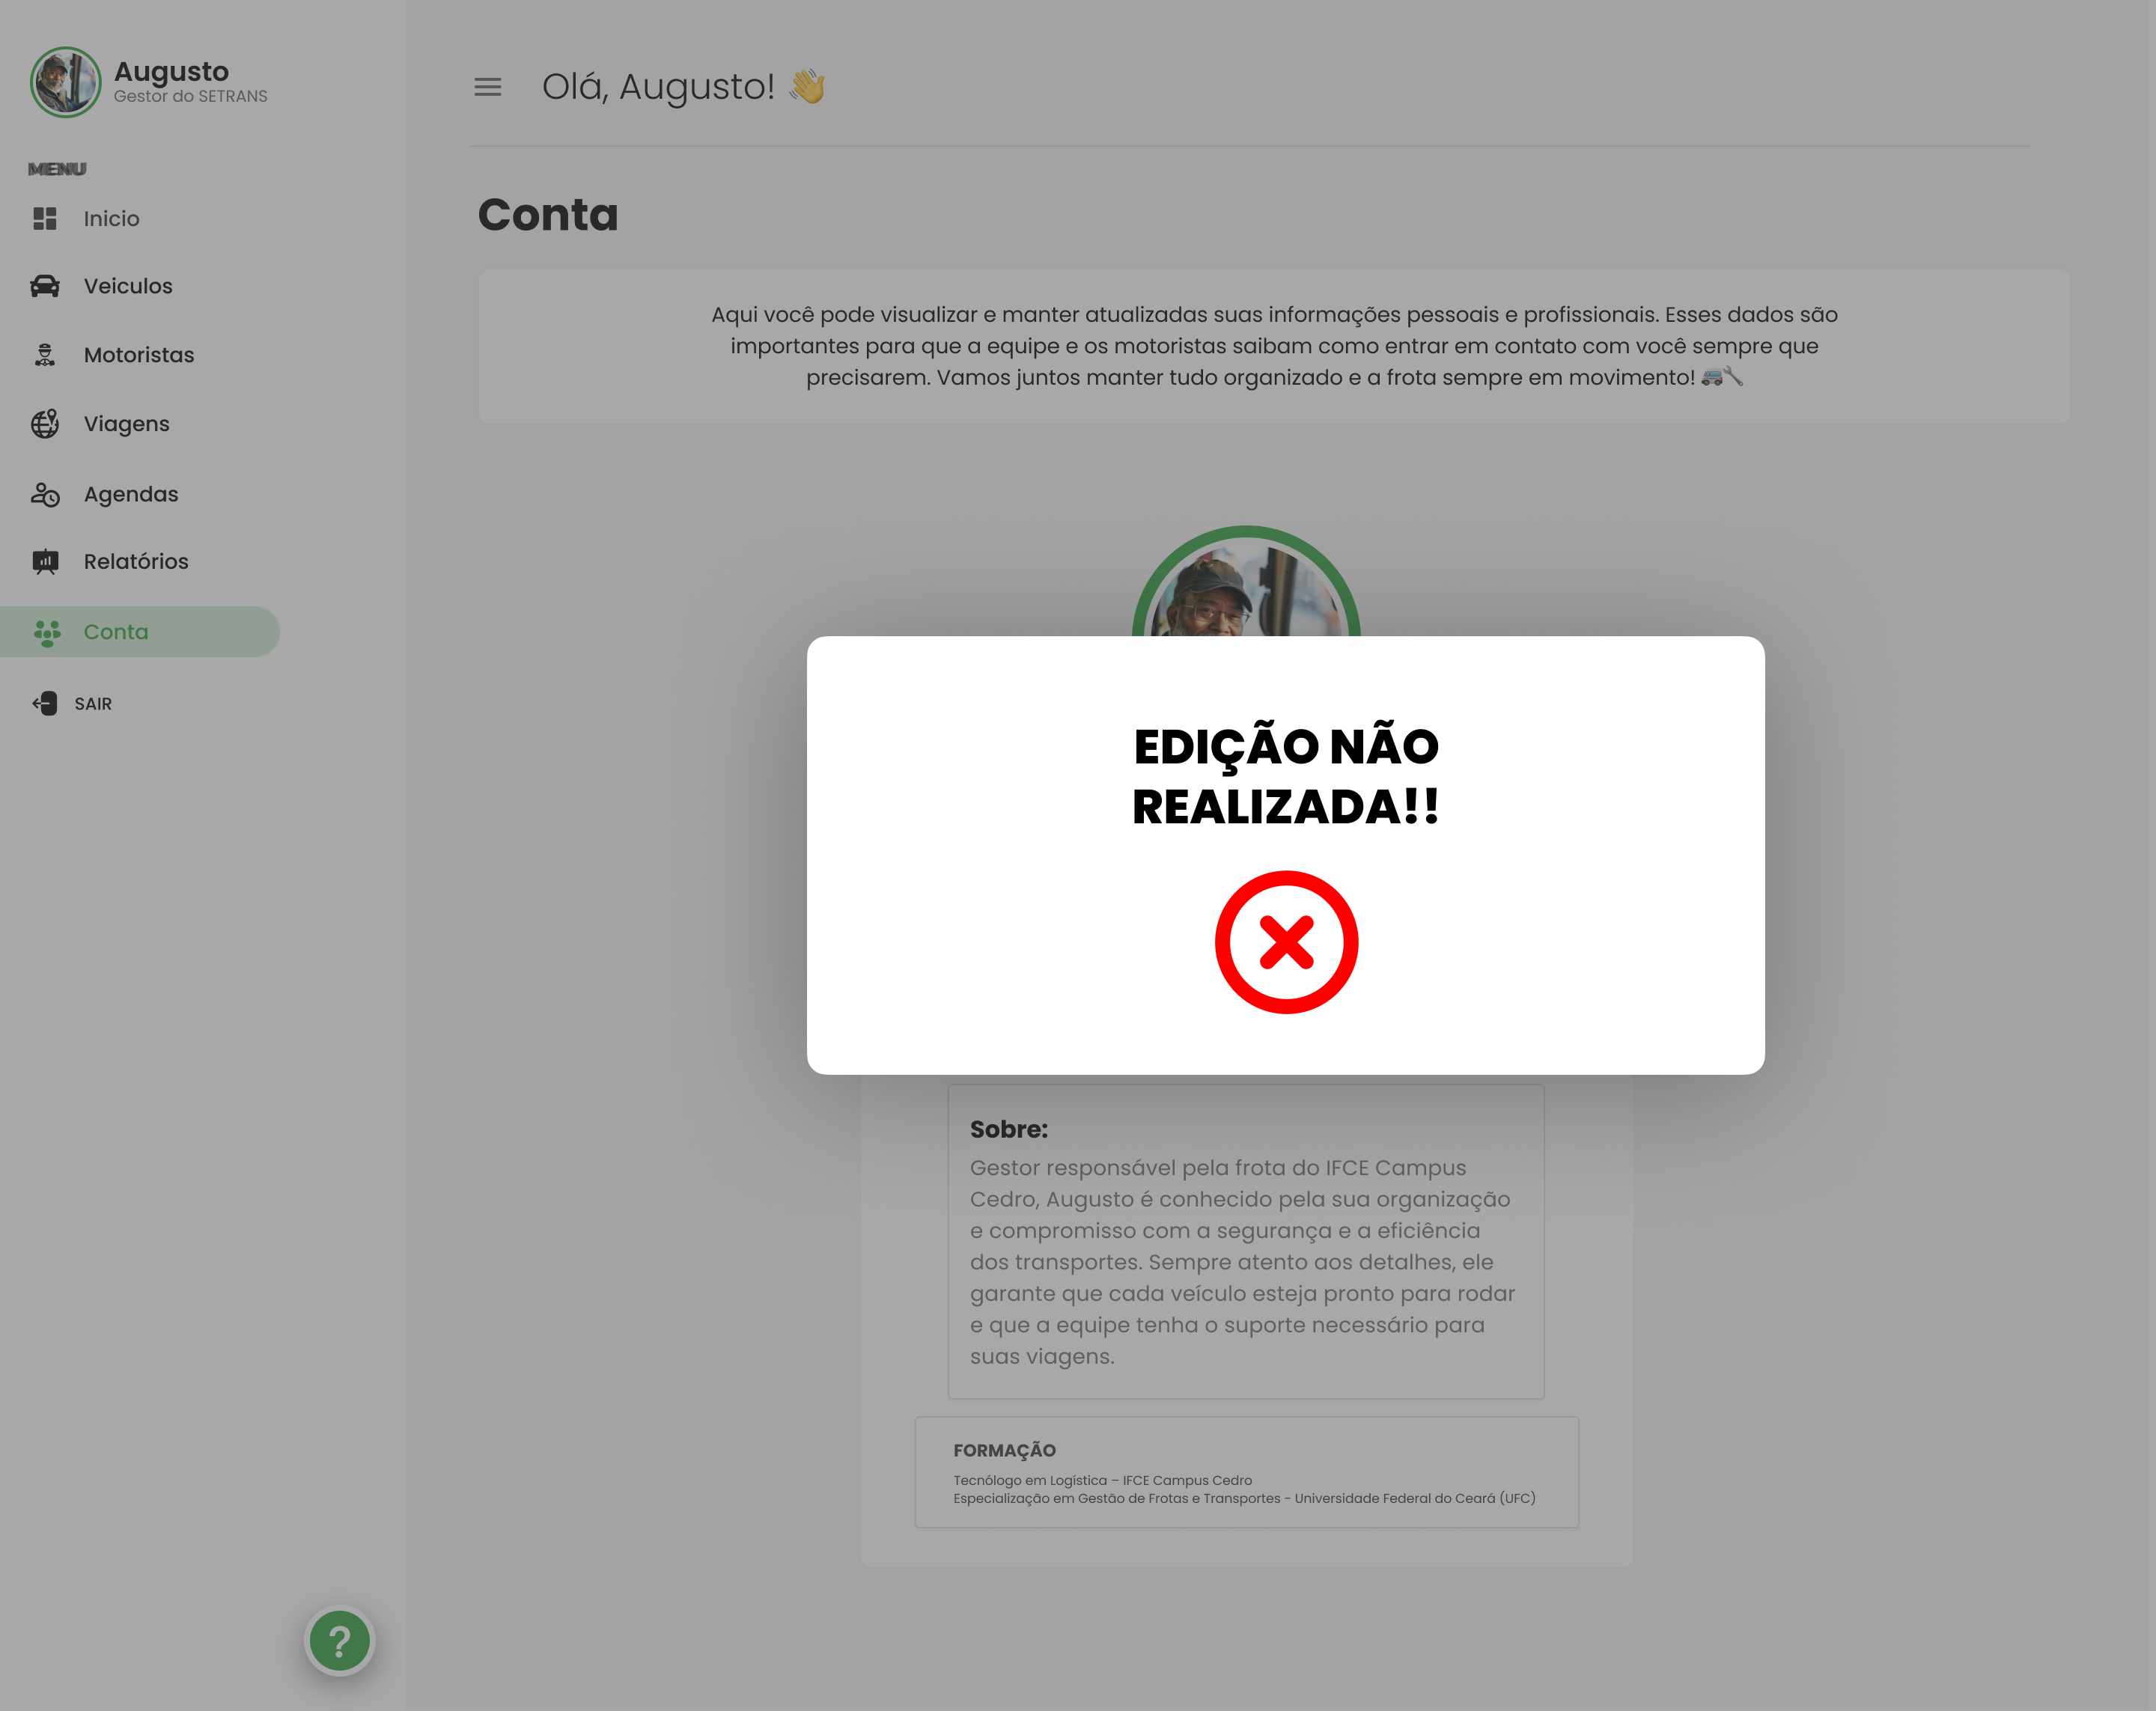 Augusto
Gestor do SETRANS
MENU
Inicio
Veiculos
Motoristas
Viagens
Agendas
Relatórios
Conta
SAIR
Olá, Augusto! 👋
Conta
Aqui você pode visualizar e manter atualizadas suas informações pessoais e profissionais. Esses dados são
importantes para que a equipe e os motoristas saibam como entrar em contato com você sempre que
precisarem. Vamos juntos manter tudo organizado e a frota sempre em movimento! 🚐🔧
EDIÇÃO NÃO
REALIZADA!!
Sobre:
Gestor responsável pela frota do IFCE Campus
Cedro, Augusto é conhecido pela sua organização
e compromisso com a segurança e a eficiência
dos transportes. Sempre atento aos detalhes, ele
garante que cada veículo esteja pronto para rodar
e que a equipe tenha o suporte necessário para
suas viagens.
FORMAÇÃO
Tecnólogo em Logística – IFCE Campus Cedro
Especialização em Gestão de Frotas e Transportes - Universidade Federal do Ceará (UFC)
?